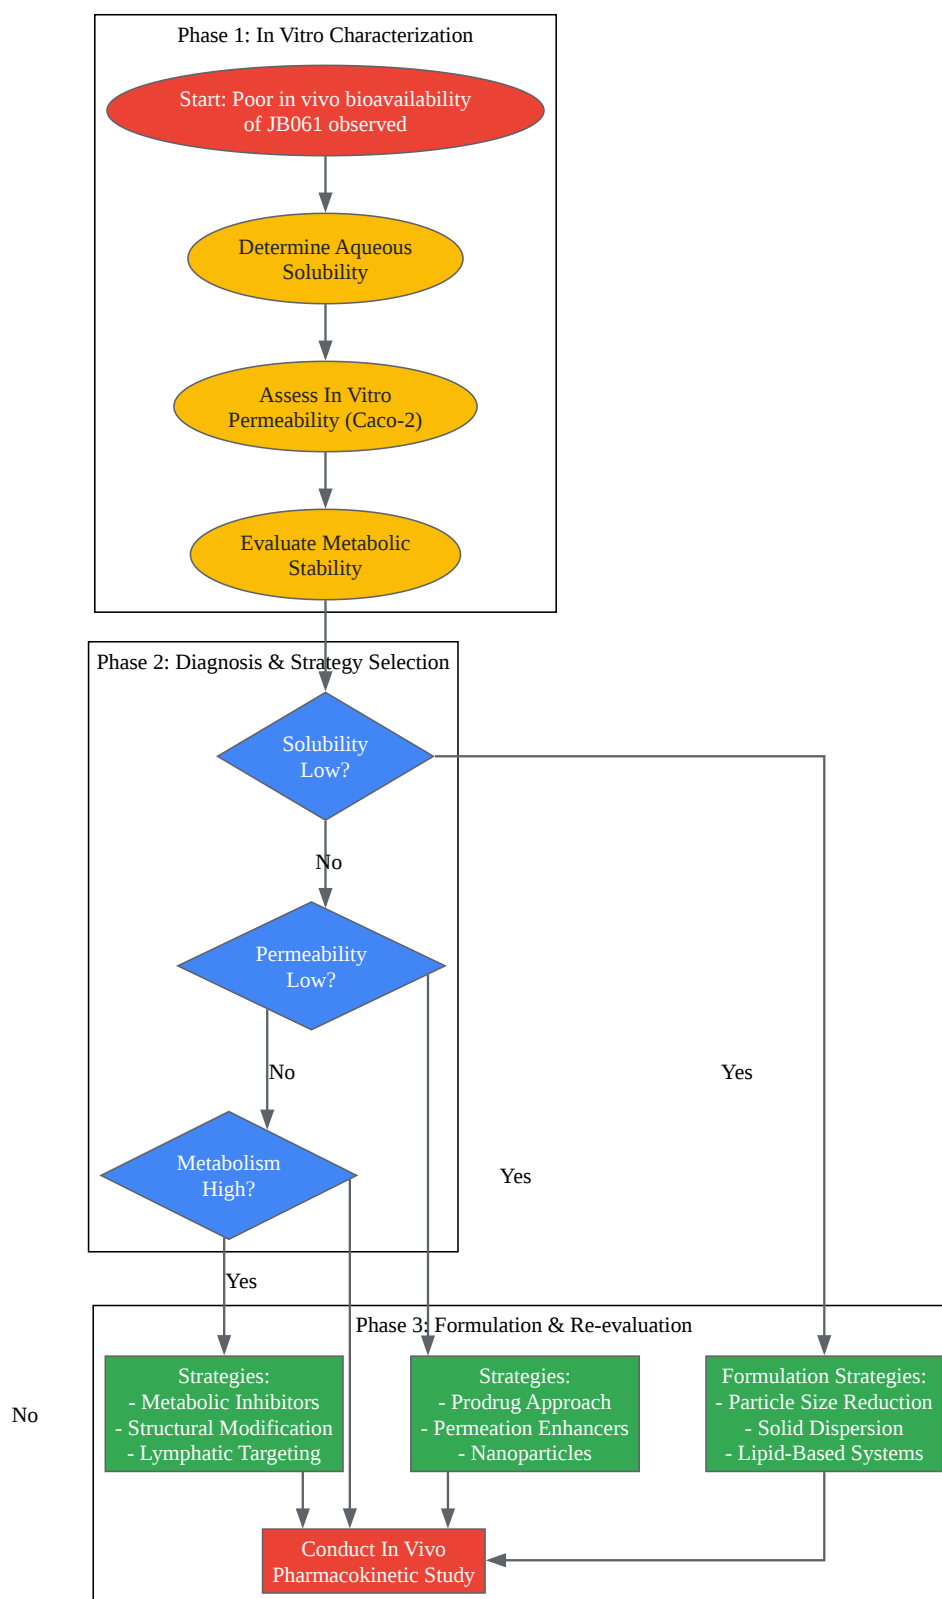 Phase 1: In Vitro Characterization
Start: Poor in vivo bioavailability
of JB061 observed
Determine Aqueous
Solubility
Assess In Vitro
Permeability (Caco-2)
Evaluate Metabolic
Stability
Phase 2: Diagnosis & Strategy Selection
Solubility
Low?
No
Permeability
Low?
No
Yes
Metabolism
High?
Yes
Yes
Phase 3: Formulation & Re-evaluation
Strategies:
- Metabolic Inhibitors
- Structural Modification
- Lymphatic Targeting
Strategies:
- Prodrug Approach
- Permeation Enhancers
- Nanoparticles
Formulation Strategies:
- Particle Size Reduction
- Solid Dispersion
- Lipid-Based Systems
No
Conduct In Vivo
Pharmacokinetic Study